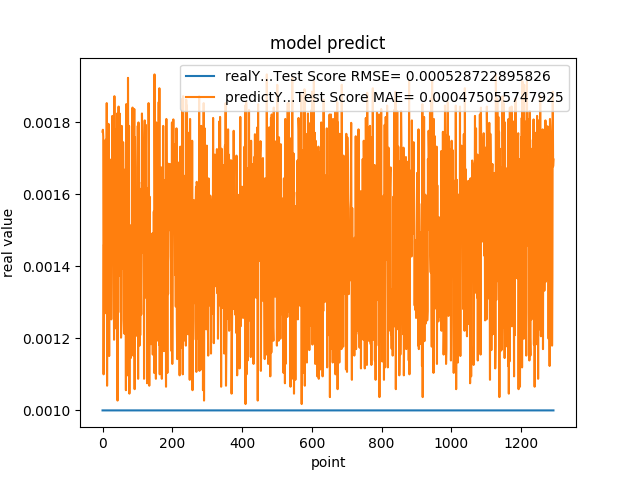 model predict
realY...Test Score RMSE= 0.000528722895826
predictY...Test Score MAE= 0.000475055747925
0.0018
0.0016
0.0014
0.0012
0.0010
real value
0 200 400 600 800 1000 1200
point